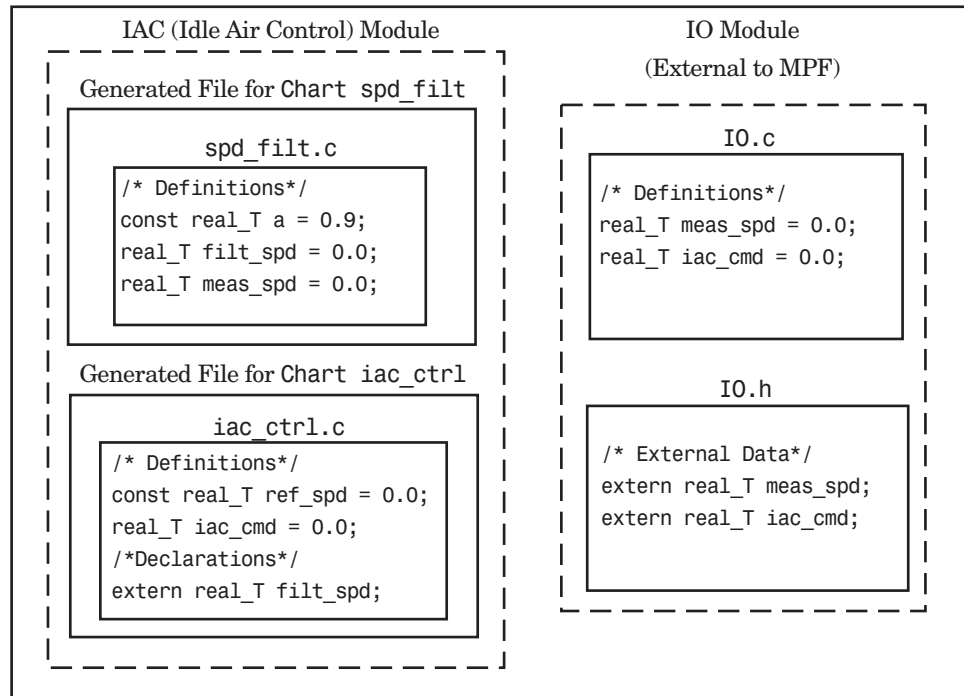 IAC (Idle Air Control) Module
Generated File for Chart spd_filt
spd_filt.c
/* Definitions*/
const real_T a = 0.9;
real_T filt_spd = 0.0;
real_T meas_spd = 0.0;
Generated File for Chart iac_ctrl
iac_ctrl.c
/* Definitions*/
const real_T ref_spd = 0.0;
real_T iac_cmd = 0.0;
/*Declarations*/
extern real_T filt_spd;
IO Module
(External to MPF)
IO.c
/* Definitions*/
real_T meas_spd = 0.0;
real_T iac_cmd = 0.0;
IO.h
/* External Data*/
extern real_T meas_spd;
extern real_T iac_cmd;